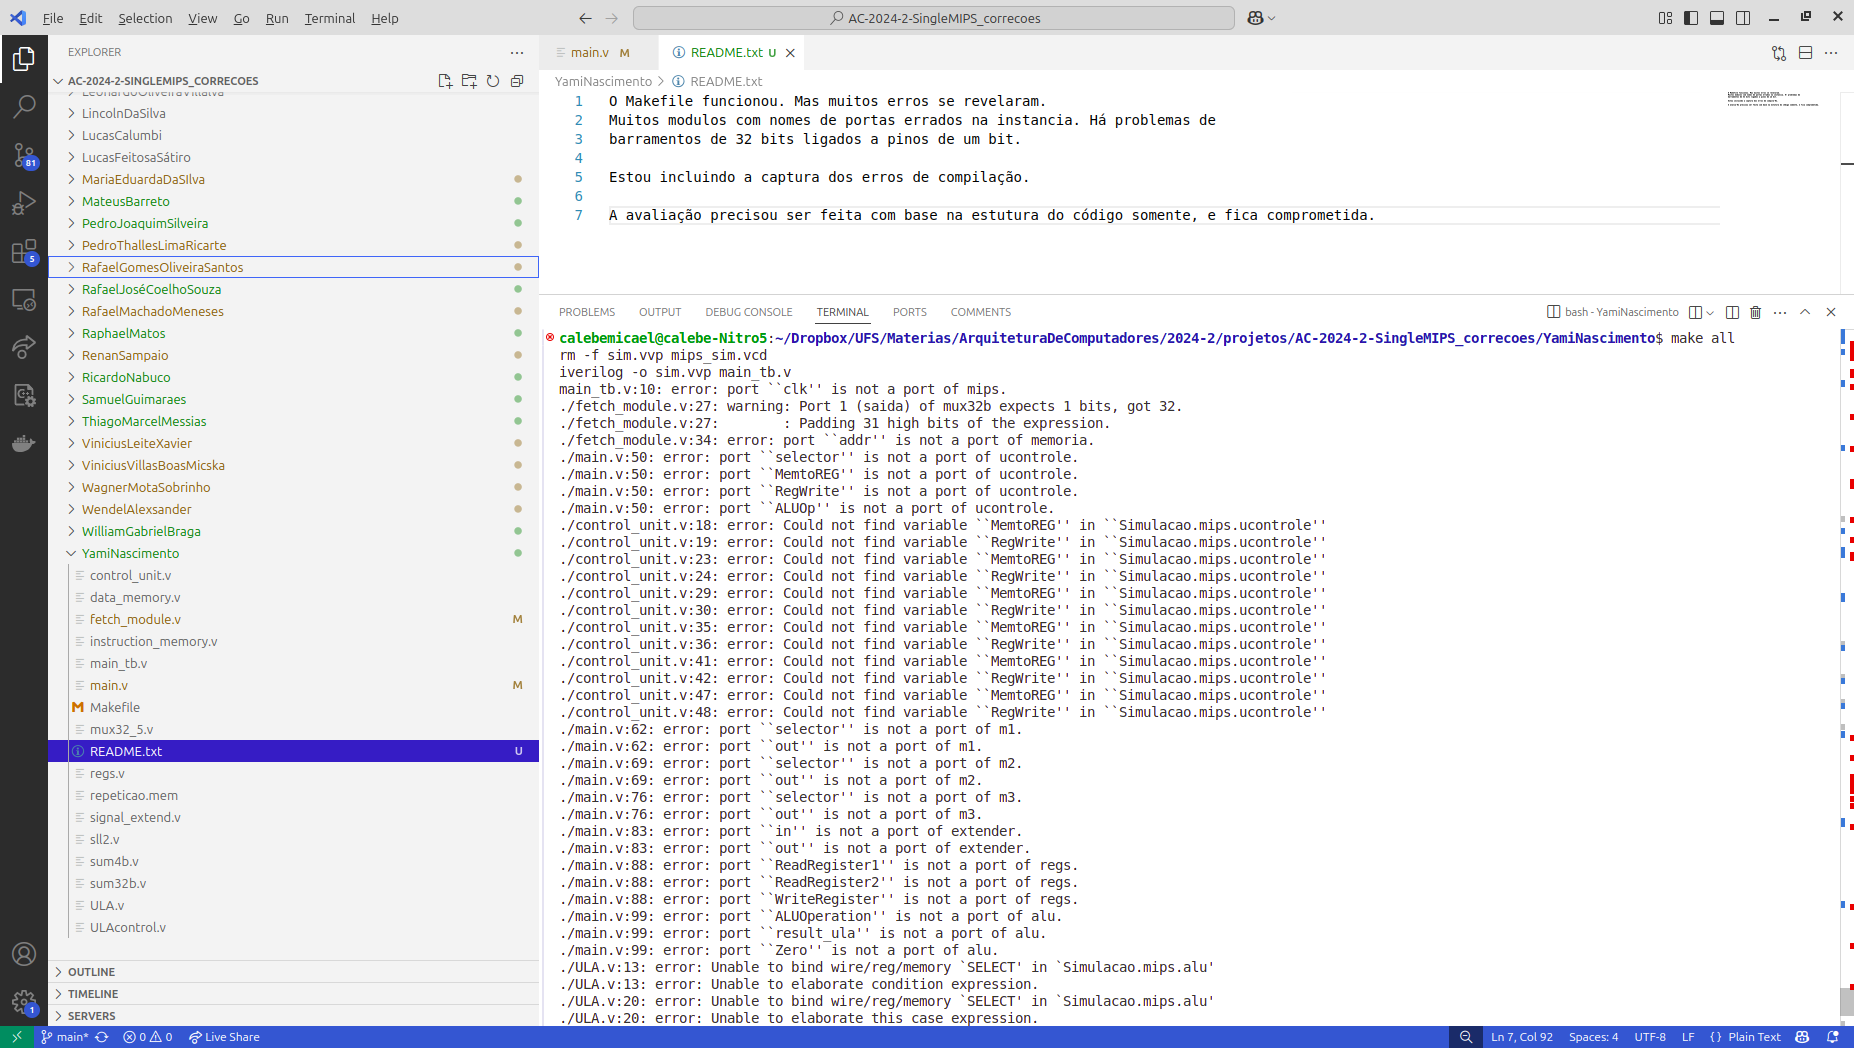 File Edit Selection View Go Run Terminal Help
AC-2024-2-SingleMIPS_correcoes
EXPLORER
AC-2024-2-SINGLEMIPS_CORRECOES
LeonardoOliveiraVilalva
LincolnDaSilva
LucasCalumbi
LucasFeitosaSátiro
MariaEduardaDaSIlva
MateusBarreto
PedroJoaquimSilveira
PedroThallesLimaRicarte
RafaelGomesOliveiraSantos
RafaelJoséCoelhoSouza
RafaelMachadoMeneses
RaphaelMatos
RenanSampaio
RicardoNabuco
SamuelGuimaraes
ThiagoMarcelMessias
ViniciusLeiteXavier
ViniciusVillasBoasMicska
WagnerMotaSobrinho
WendelAlexsander
WilliamGabrielBraga
YamiNascimento
control_unit.v
data_memory.v
fetch_module.v M
instruction_memory.v
main_tb.v
main.v M
Makefile
mux32_5.v
README.txt U
regs.v
repeticao.mem
signal_extend.v
sll2.v
sum4b.v
sum32b.v
ULA.v
ULAcontrol.v
OUTLINE
TIMELINE
SERVERS
81
5
1
main.v M README.txt U
YamiNascimento README.txt
1 O Makefile funcionou. Mas muitos erros se revelaram.
2 Muitos modulos com nomes de portas errados na instancia. Há problemas de
3 barramentos de 32 bits ligados a pinos de um bit.
4
5 Estou incluindo a captura dos erros de compilação.
6
7 A avaliação precisou ser feita com base na estutura do código somente, e fica comprometida.
PROBLEMS OUTPUT DEBUG CONSOLE TERMINAL PORTS COMMENTS
bash - YamiNascimento
calebemicael@calebe-Nitro5:~/Dropbox/UFS/Materias/ArquiteturaDeComputadores/2024-2/projetos/AC-2024-2-SingleMIPS_correcoes/YamiNascimento$ make all
rm -f sim.vvp mips_sim.vcd
iverilog -o sim.vvp main_tb.v
main_tb.v:10: error: port ``clk'' is not a port of mips.
./fetch_module.v:27: warning: Port 1 (saida) of mux32b expects 1 bits, got 32.
./fetch_module.v:27:        : Padding 31 high bits of the expression.
./fetch_module.v:34: error: port ``addr'' is not a port of memoria.
./main.v:50: error: port ``selector'' is not a port of ucontrole.
./main.v:50: error: port ``MemtoREG'' is not a port of ucontrole.
./main.v:50: error: port ``RegWrite'' is not a port of ucontrole.
./main.v:50: error: port ``ALUOp'' is not a port of ucontrole.
./control_unit.v:18: error: Could not find variable ``MemtoREG'' in ``Simulacao.mips.ucontrole''
./control_unit.v:19: error: Could not find variable ``RegWrite'' in ``Simulacao.mips.ucontrole''
./control_unit.v:23: error: Could not find variable ``MemtoREG'' in ``Simulacao.mips.ucontrole''
./control_unit.v:24: error: Could not find variable ``RegWrite'' in ``Simulacao.mips.ucontrole''
./control_unit.v:29: error: Could not find variable ``MemtoREG'' in ``Simulacao.mips.ucontrole''
./control_unit.v:30: error: Could not find variable ``RegWrite'' in ``Simulacao.mips.ucontrole''
./control_unit.v:35: error: Could not find variable ``MemtoREG'' in ``Simulacao.mips.ucontrole''
./control_unit.v:36: error: Could not find variable ``RegWrite'' in ``Simulacao.mips.ucontrole''
./control_unit.v:41: error: Could not find variable ``MemtoREG'' in ``Simulacao.mips.ucontrole''
./control_unit.v:42: error: Could not find variable ``RegWrite'' in ``Simulacao.mips.ucontrole''
./control_unit.v:47: error: Could not find variable ``MemtoREG'' in ``Simulacao.mips.ucontrole''
./control_unit.v:48: error: Could not find variable ``RegWrite'' in ``Simulacao.mips.ucontrole''
./main.v:62: error: port ``selector'' is not a port of m1.
./main.v:62: error: port ``out'' is not a port of m1.
./main.v:69: error: port ``selector'' is not a port of m2.
./main.v:69: error: port ``out'' is not a port of m2.
./main.v:76: error: port ``selector'' is not a port of m3.
./main.v:76: error: port ``out'' is not a port of m3.
./main.v:83: error: port ``in'' is not a port of extender.
./main.v:83: error: port ``out'' is not a port of extender.
./main.v:88: error: port ``ReadRegister1'' is not a port of regs.
./main.v:88: error: port ``ReadRegister2'' is not a port of regs.
./main.v:88: error: port ``WriteRegister'' is not a port of regs.
./main.v:99: error: port ``ALUOperation'' is not a port of alu.
./main.v:99: error: port ``result_ula'' is not a port of alu.
./main.v:99: error: port ``Zero'' is not a port of alu.
./ULA.v:13: error: Unable to bind wire/reg/memory `SELECT' in `Simulacao.mips.alu'
./ULA.v:13: error: Unable to elaborate condition expression.
./ULA.v:20: error: Unable to bind wire/reg/memory `SELECT' in `Simulacao.mips.alu'
./ULA.v:20: error: Unable to elaborate this case expression.
main* 0 0 Live Share Ln 7, Col 92 Spaces: 4 UTF-8 LF {} Plain Text